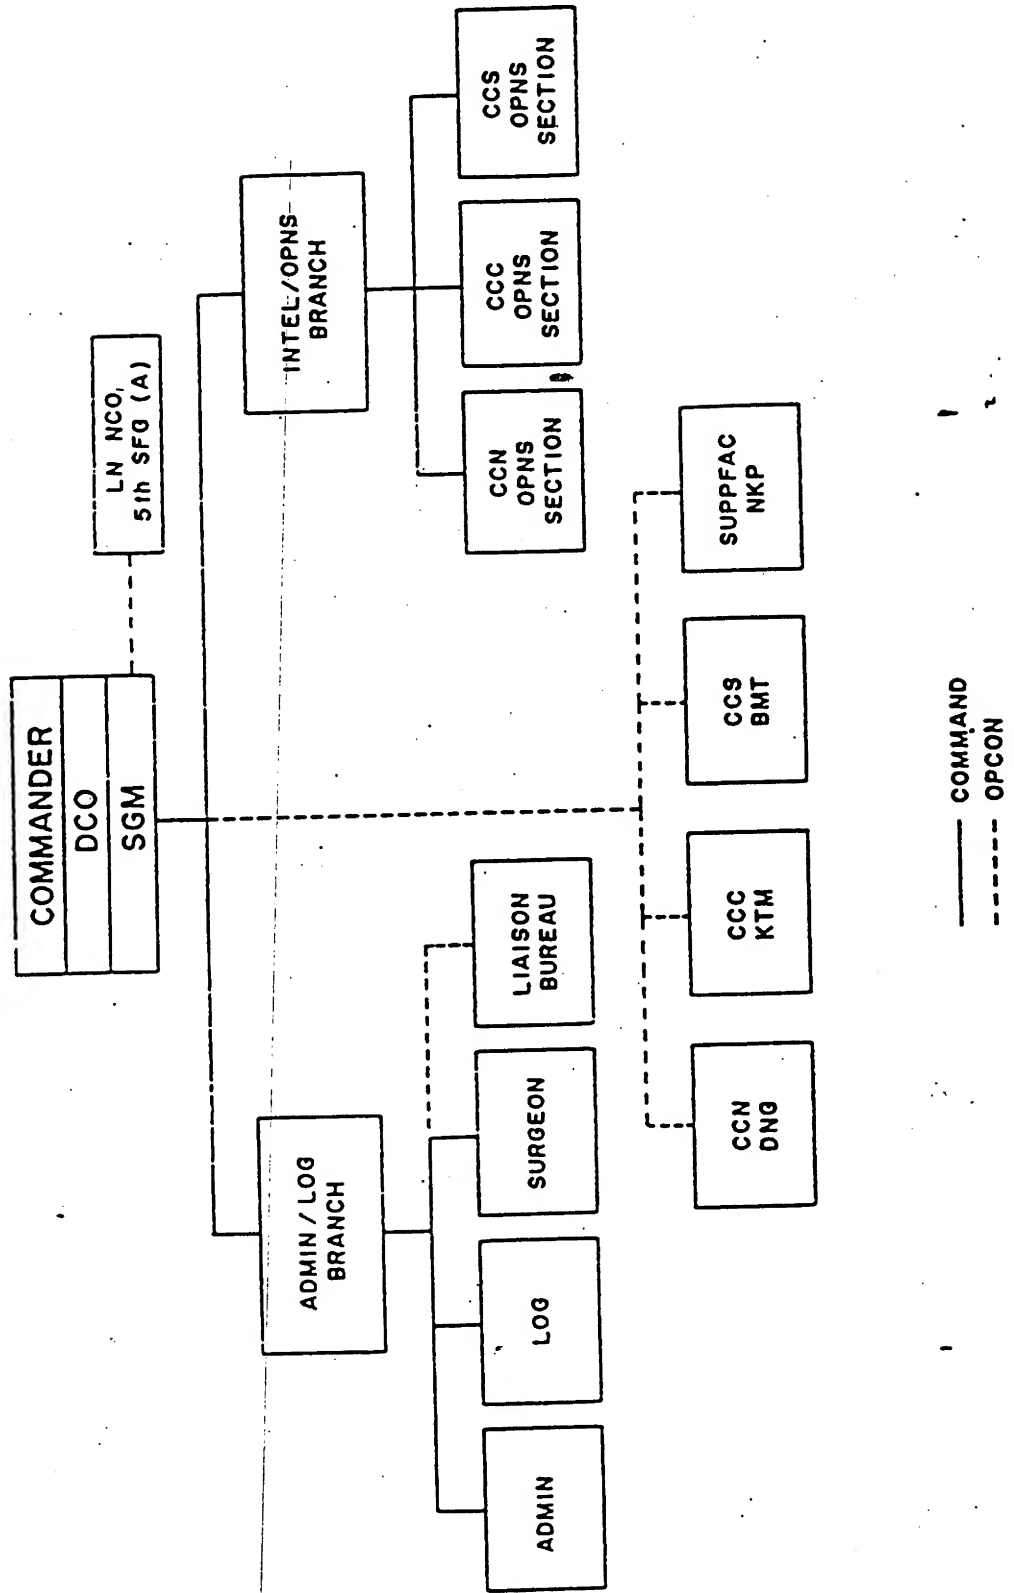 COMMANDER
DCO
SGM
LN NCO,
5th SFG (A)
ADMIN / LOG
BRANCH
INTEL/OPNS
BRANCH
ADMIN
LOG
SURGEON
LIAISON
BUREAU
CCN
OPNS
SECTION
CCC
OPNS
SECTION
CCS
OPNS
SECTION
CCN
DNG
CCC
KTM
CCS
BMT
SUPPFAC
NKP
COMMAND
OPCON